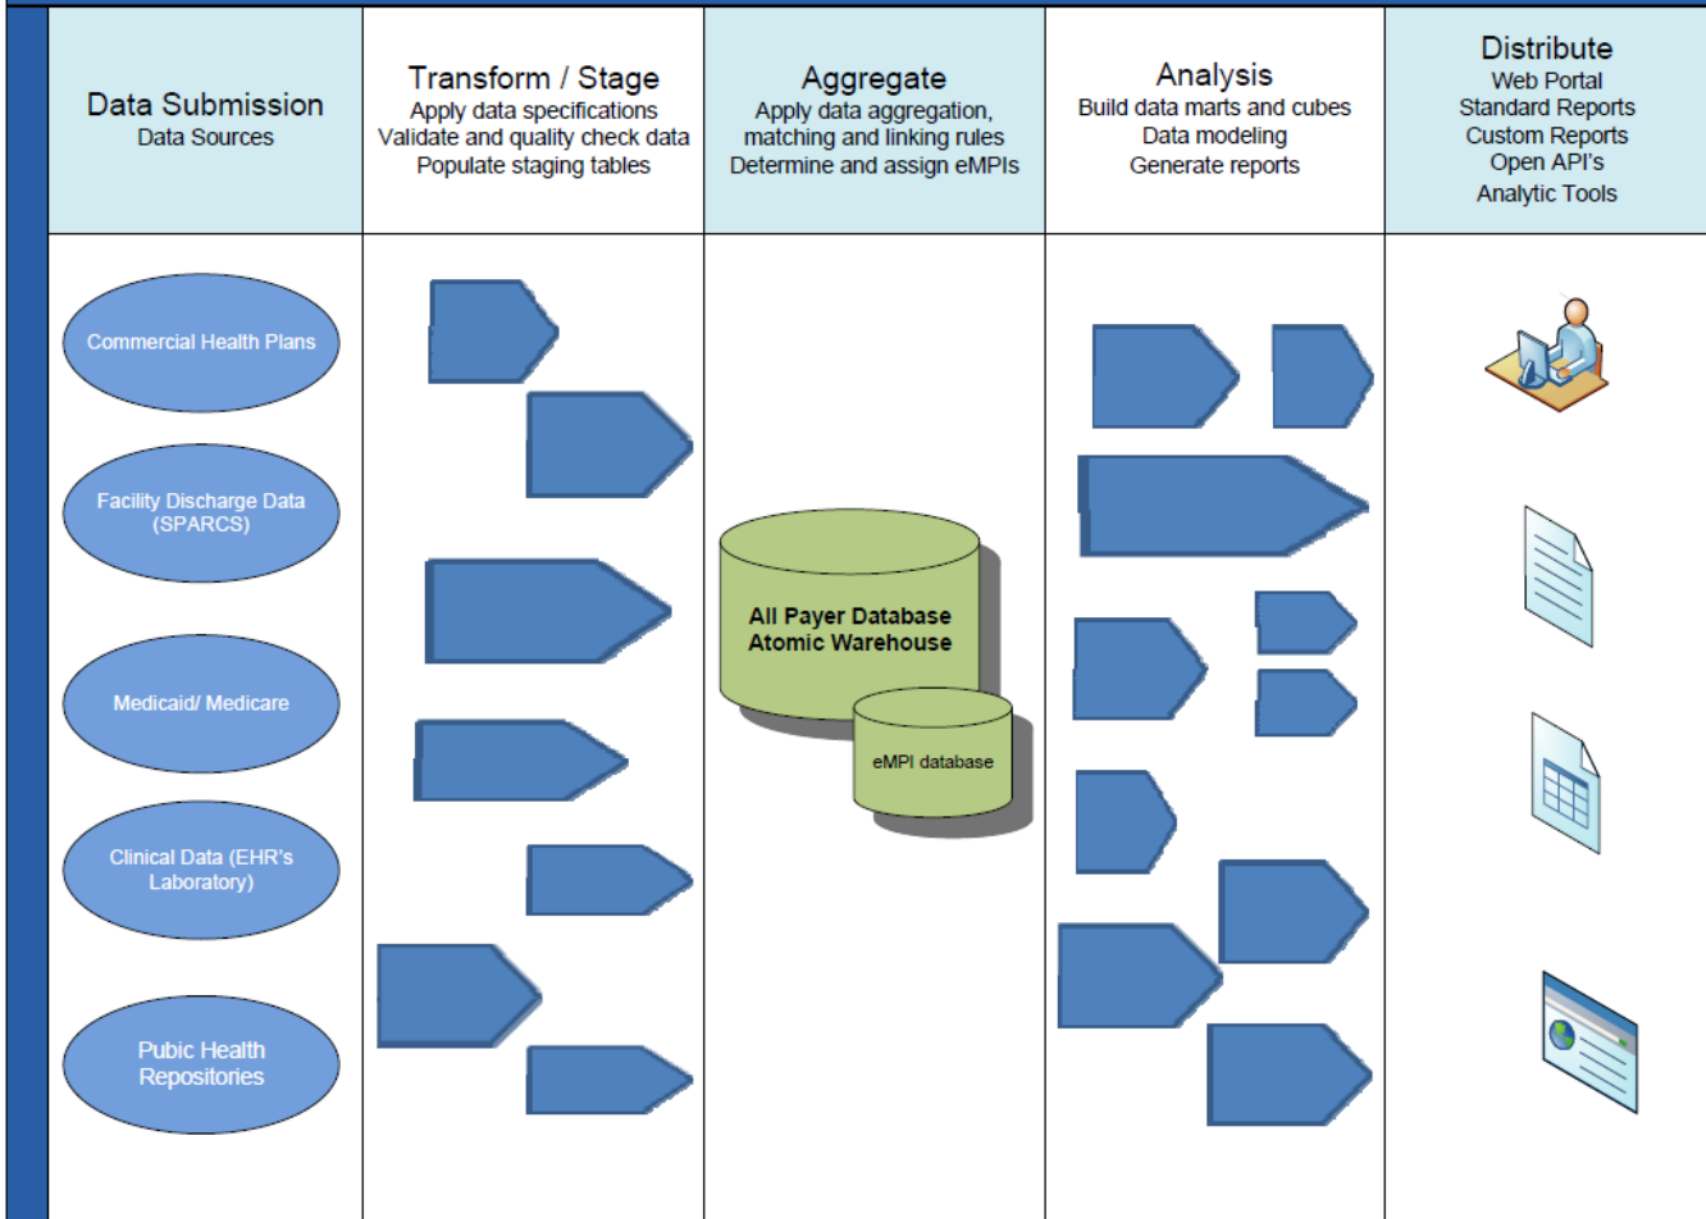 Data Submission
Data Sources
Transform / Stage
Apply data specifications
Validate and quality check data
Populate staging tables
Aggregate
Apply data aggregation,
matching and linking rules
Determine and assign eMPIs
Analysis
Build data marts and cubes
Data modeling
Generate reports
Distribute
Web Portal
Standard Reports
Custom Reports
Open API's
Analytic Tools
Commercial Health Plans
Facility Discharge Data
(SPARCS)
Medicaid/ Medicare
Clinical Data (EHR's
Laboratory)
Pubic Health
Repositories
All Payer Database
Atomic Warehouse
eMPI database